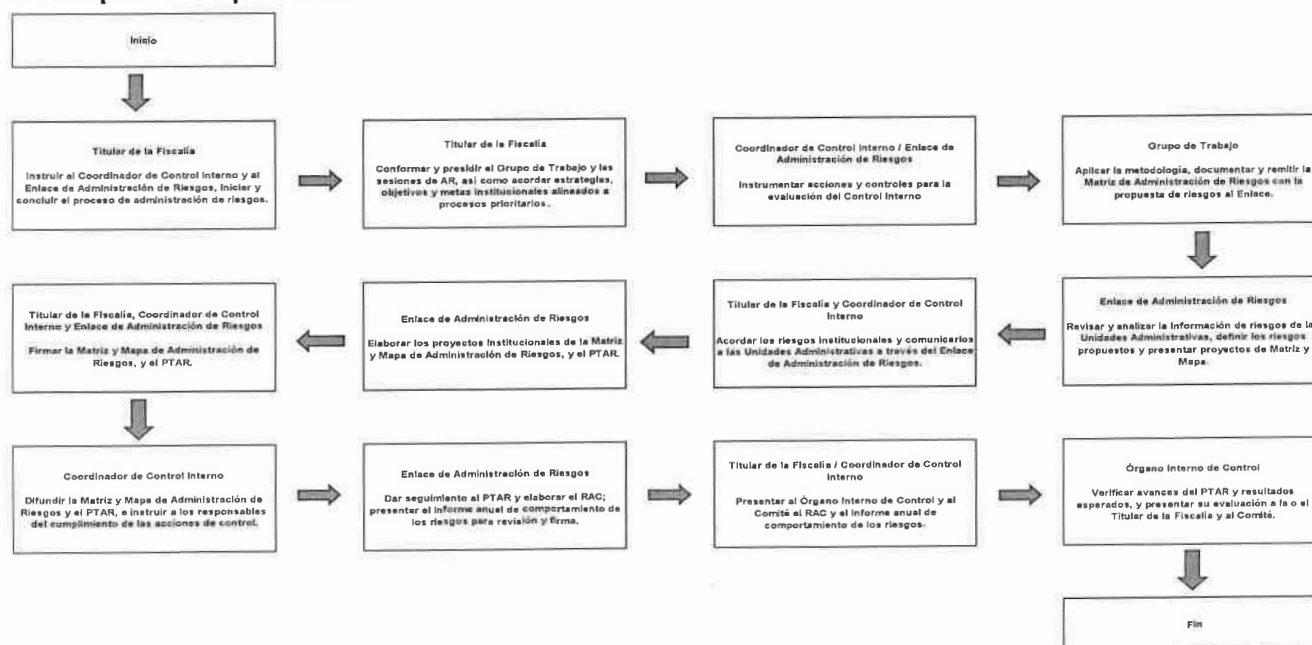 Inicio
Titular de la Fiscalía
Instruir al Coordinador de Control Interno y al
Enlace de Administración de Riesgos, iniciar y
concluir el proceso de administración de riesgos.
Titular de la Fiscalía
Conformar y presidir el Grupo de Trabajo y las
sesiones de AR, así como acordar estrategias,
objetivos y metas institucionales alineados a
procesos prioritarios.
Coordinador de Control Interno / Enlace de
Administración de Riesgos
Instrumentar acciones y controles para la
evaluación del Control Interno
Grupo de Trabajo
Aplicar la metodología, documentar y remitir la
Matriz de Administración de Riesgos con la
propuesta de riesgos al Enlace.
Enlace de Administración de Riesgos
Revisar y analizar la información de riesgos de la
Unidades Administrativas, definir los riesgos
propuestos y presentar proyectos de Matriz y
Mapa.
Titular de la Fiscalía y Coordinador de Control
Interno
Acordar los riesgos institucionales y comunicarlos
a las Unidades Administrativas a través del Enlace
de Administración de Riesgos.
Enlace de Administración de Riesgos
Elaborar los proyectos Institucionales de la Matriz
y Mapa de Administración de Riesgos, y el PTAR.
Titular de la Fiscalía, Coordinador de Control
Interno y Enlace de Administración de Riesgos
Firmar la Matriz y Mapa de Administración de
Riesgos, y el PTAR.
Coordinador de Control Interno
Difundir la Matriz y Mapa de Administración de
Riesgos y el PTAR, e instruir a los responsables
del cumplimiento de las acciones de control.
Enlace de Administración de Riesgos
Dar seguimiento al PTAR y elaborar el RAC;
presentar el informe anual de comportamiento de
los riesgos para revisión y firma.
Titular de la Fiscalía / Coordinador de Control
Interno
Presentar al Órgano Interno de Control y al
Comité el RAC y el Informe anual de
comportamiento de los riesgos.
Órgano Interno de Control
Verificar avances del PTAR y resultados
esperados, y presentar su evaluación a la o el
Titular de la Fiscalía y al Comité.
Fin